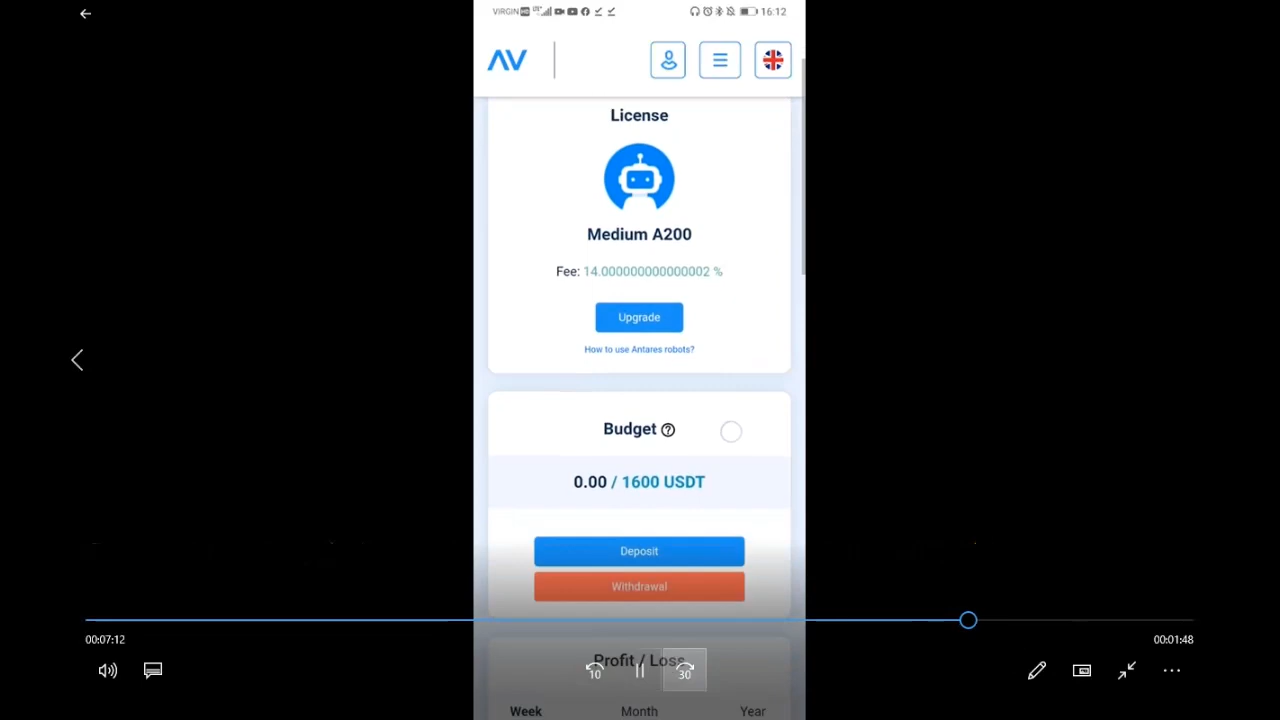 VIRGIN HD
16:12
AV
License
Medium A200
Fee: 14.000000000000002 %
Upgrade
How to use Antares robots?
Budget ?
0.00 / 1600 USDT
Deposit
Withdrawal
00:07:12
00:01:48
Profit / Loss
10
30
Week Month Year